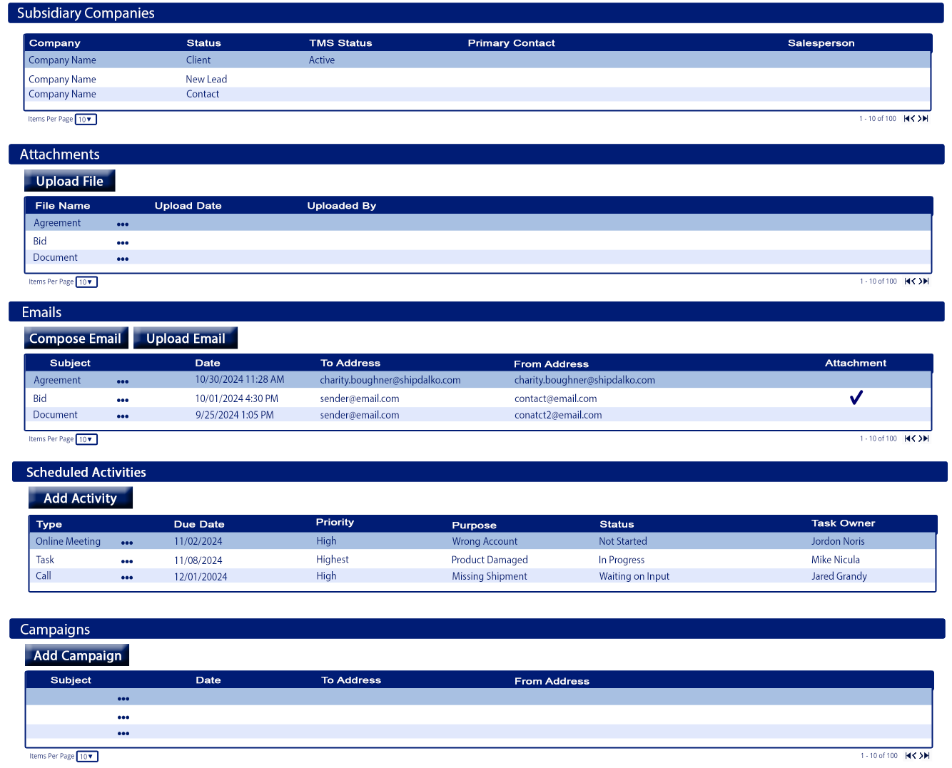 Subsidiary Companies
Company Status TMS Status Primary Contact Salesperson
Company Name Client Active
Company Name New Lead
Company Name Contact
Items Per Page 10 1 - 10 of 100
Attachments
Upload File
File Name Upload Date Uploaded By
Agreement •••
Bid •••
Document •••
Items Per Page 10 1 - 10 of 100
Emails
Compose Email Upload Email
Subject Date To Address From Address Attachment
Agreement ••• 10/30/2024 11:28 AM charity.boughner@shipdalko.com charity.boughner@shipdalko.com
Bid ••• 10/01/2024 4:30 PM sender@email.com contact@email.com
Document ••• 9/25/2024 1:05 PM sender@email.com conatct2@email.com
Items Per Page 10 1 - 10 of 100
Scheduled Activities
Add Activity
Type Due Date Priority Purpose Status Task Owner
Online Meeting ••• 11/02/2024 High Wrong Account Not Started Jordon Noris
Task ••• 11/08/2024 Highest Product Damaged In Progress Mike Nicula
Call ••• 12/01/20024 High Missing Shipment Waiting on Input Jared Grandy
Campaigns
Add Campaign
Subject Date To Address From Address
•••
•••
•••
Items Per Page 10 1 - 10 of 100